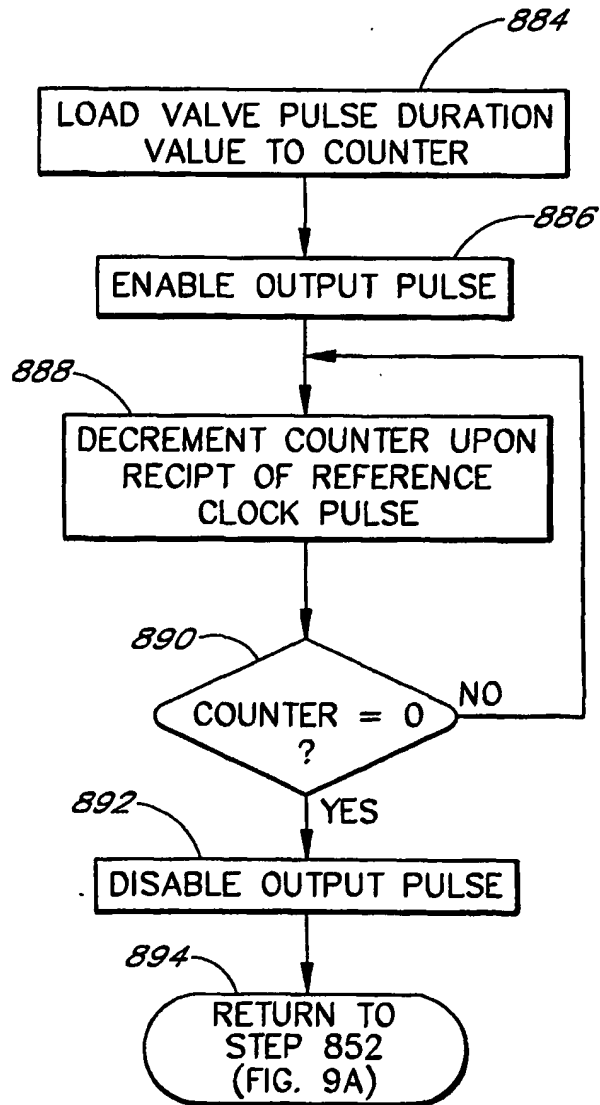 884
LOAD VALVE PULSE DURATION
VALUE TO COUNTER
886
ENABLE OUTPUT PULSE
888
DECREMENT COUNTER UPON
RECIPT OF REFERENCE
CLOCK PULSE
890
COUNTER = 0
?
NO
YES
892
DISABLE OUTPUT PULSE
894
RETURN TO
STEP 852
(FIG. 9A)